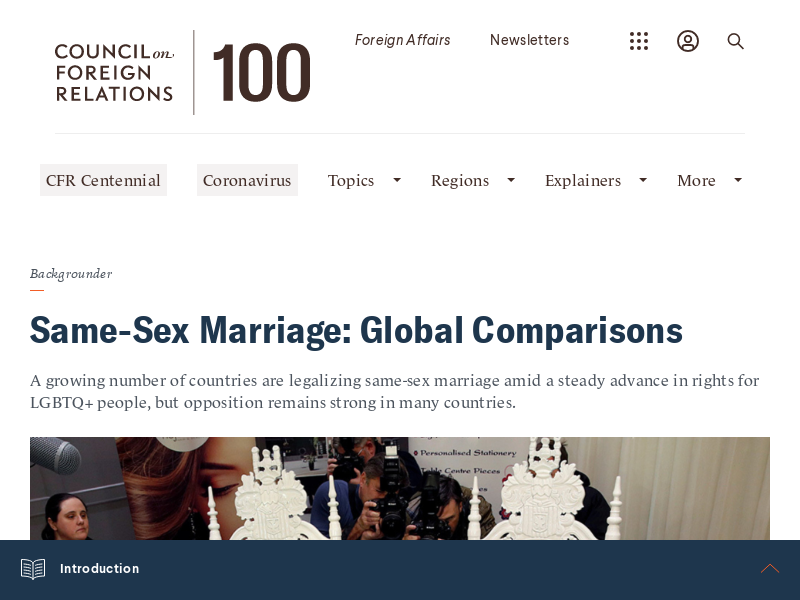 COUNCIL on
FOREIGN
RELATIONS
100
Foreign Affairs
Newsletters
CFR Centennial
Coronavirus
Topics
Regions
Explainers
More
Backgrounder
Same-Sex Marriage: Global Comparisons
A growing number of countries are legalizing same-sex marriage amid a steady advance in rights for
LGBTQ+ people, but opposition remains strong in many countries.
Personalised Stationery
Table Centre Pieces
Introduction